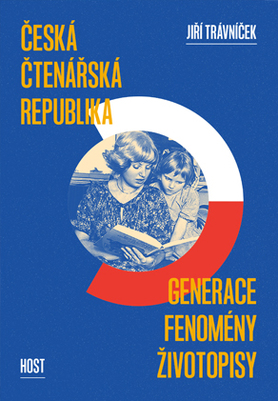 ČESKÁ
ČTENÁŘSKÁ
REPUBLIKA
JIŘÍ TRÁVNÍČEK
GENERACE
FENOMÉNY
ŽIVOTOPISY
HOST